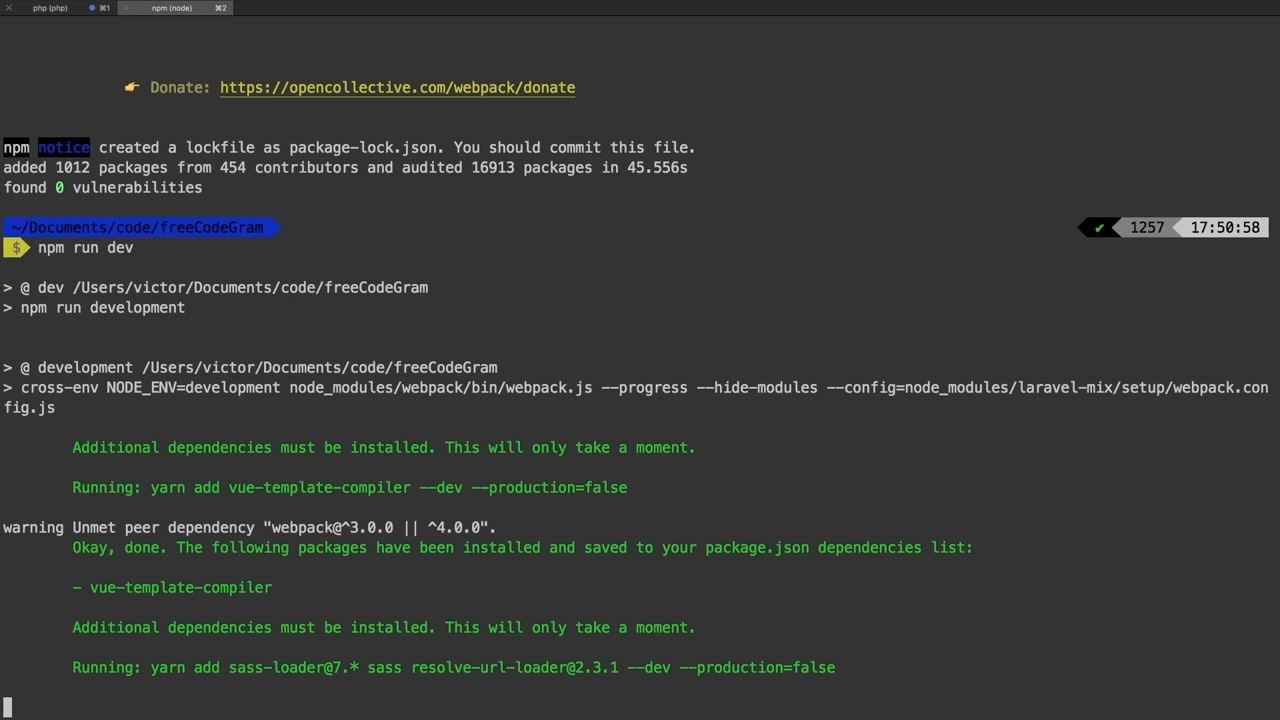 php (php) ⌘1 npm (node) ⌘2
👉 Donate: https://opencollective.com/webpack/donate
npm notice created a lockfile as package-lock.json. You should commit this file.
added 1012 packages from 454 contributors and audited 16913 packages in 45.556s
found 0 vulnerabilities
~/Documents/code/freeCodeGram ✔ 1257 17:50:58
$ npm run dev
> @ dev /Users/victor/Documents/code/freeCodeGram
> npm run development
> @ development /Users/victor/Documents/code/freeCodeGram
> cross-env NODE_ENV=development node_modules/webpack/bin/webpack.js --progress --hide-modules --config=node_modules/laravel-mix/setup/webpack.con
fig.js
Additional dependencies must be installed. This will only take a moment.
Running: yarn add vue-template-compiler --dev --production=false
warning Unmet peer dependency "webpack@^3.0.0 || ^4.0.0".
Okay, done. The following packages have been installed and saved to your package.json dependencies list:
- vue-template-compiler
Additional dependencies must be installed. This will only take a moment.
Running: yarn add sass-loader@7.* sass resolve-url-loader@2.3.1 --dev --production=false